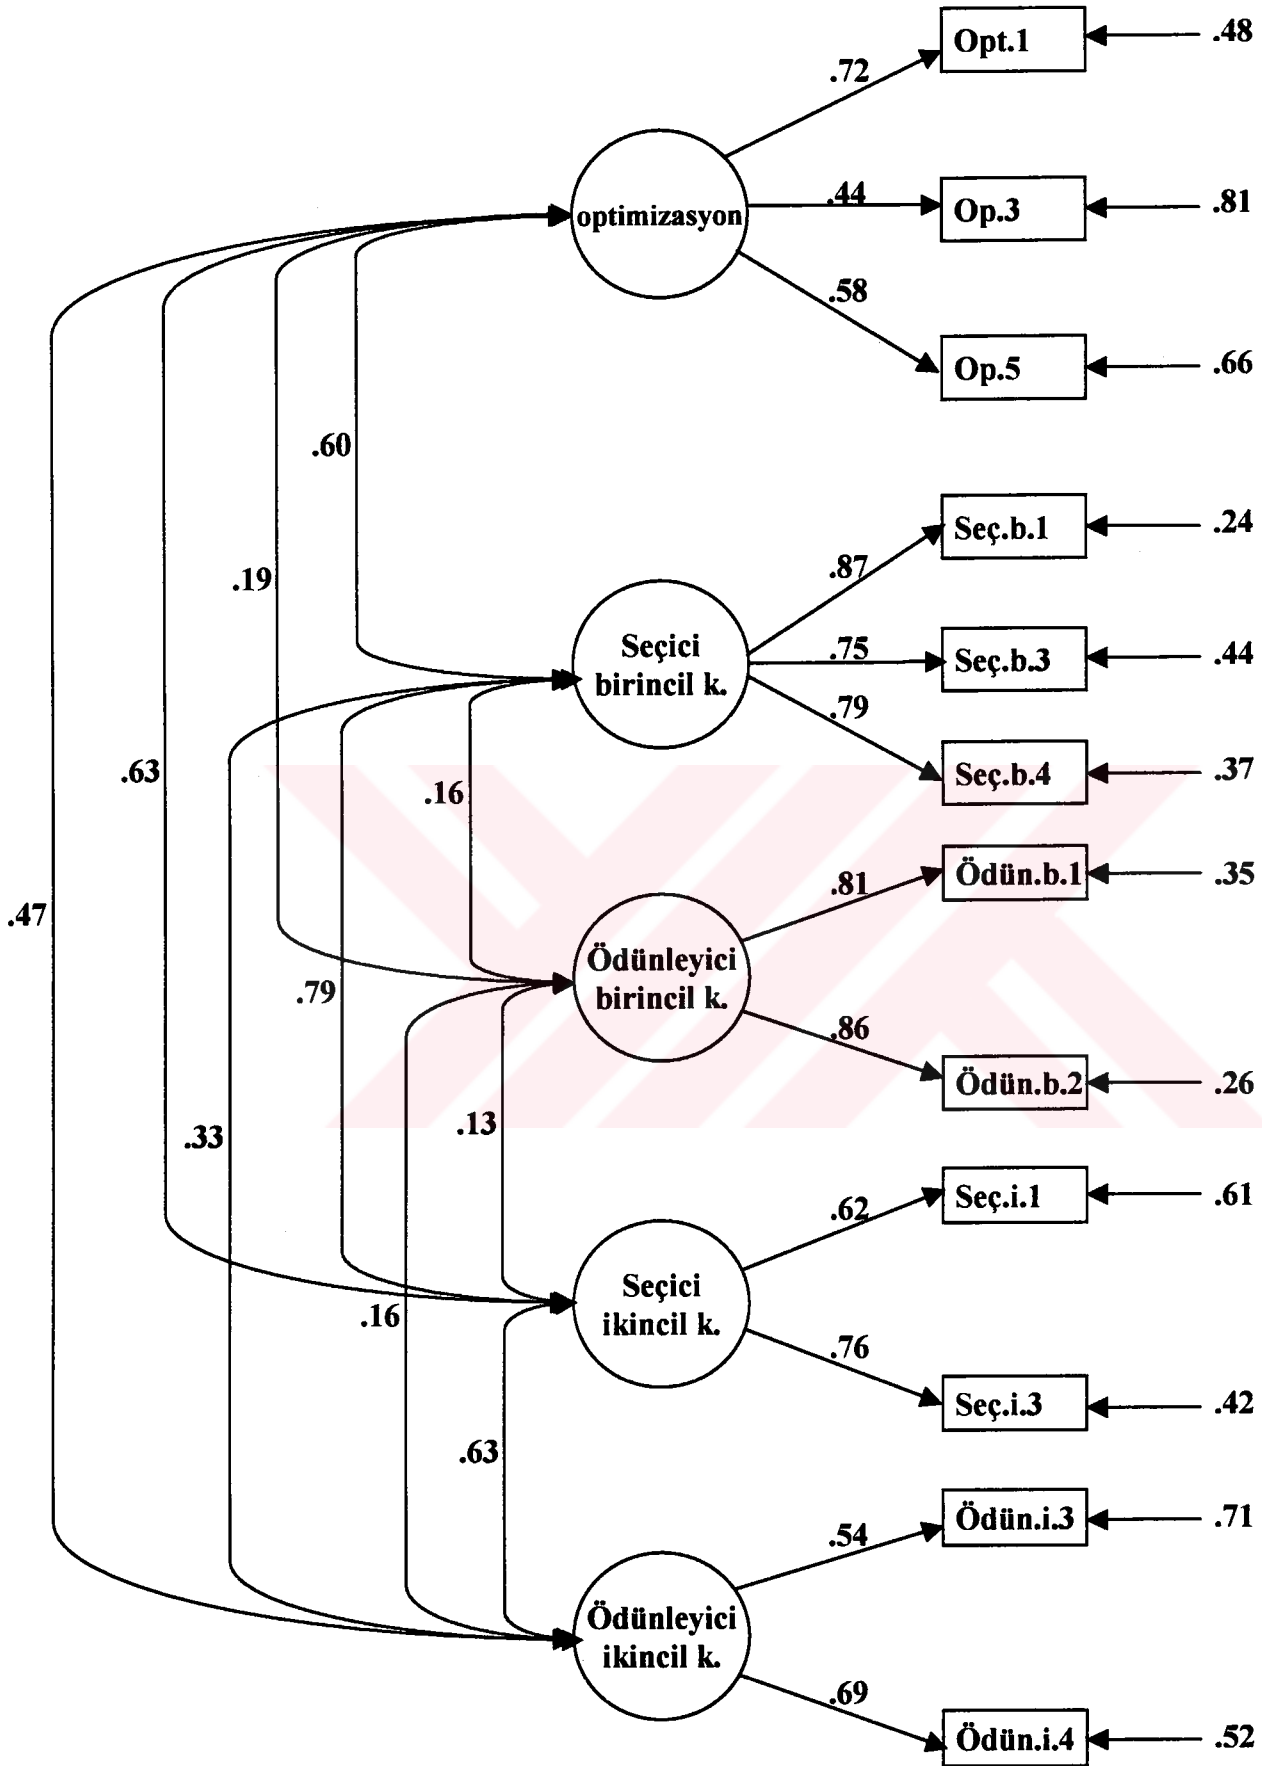 Opt.1
.48
.72
.44
Op.3
.81
optimizasyon
.58
Op.5
.66
.60
Seç.b.1
.24
.87
.19
Seçici
birincil k.
.75
Seç.b.3
.44
.79
.63
.16
Seç.b.4
.37
.81
Ödün.b.1
.35
.47
Ödünleyici
birincil k.
.79
.86
Ödün.b.2
.26
.33
.13
.62
Seç.i.1
.61
Seçici
ikincil k.
.16
.76
Seç.i.3
.42
.63
.54
Ödün.i.3
.71
Ödünleyici
ikincil k.
.69
Ödün.i.4
.52